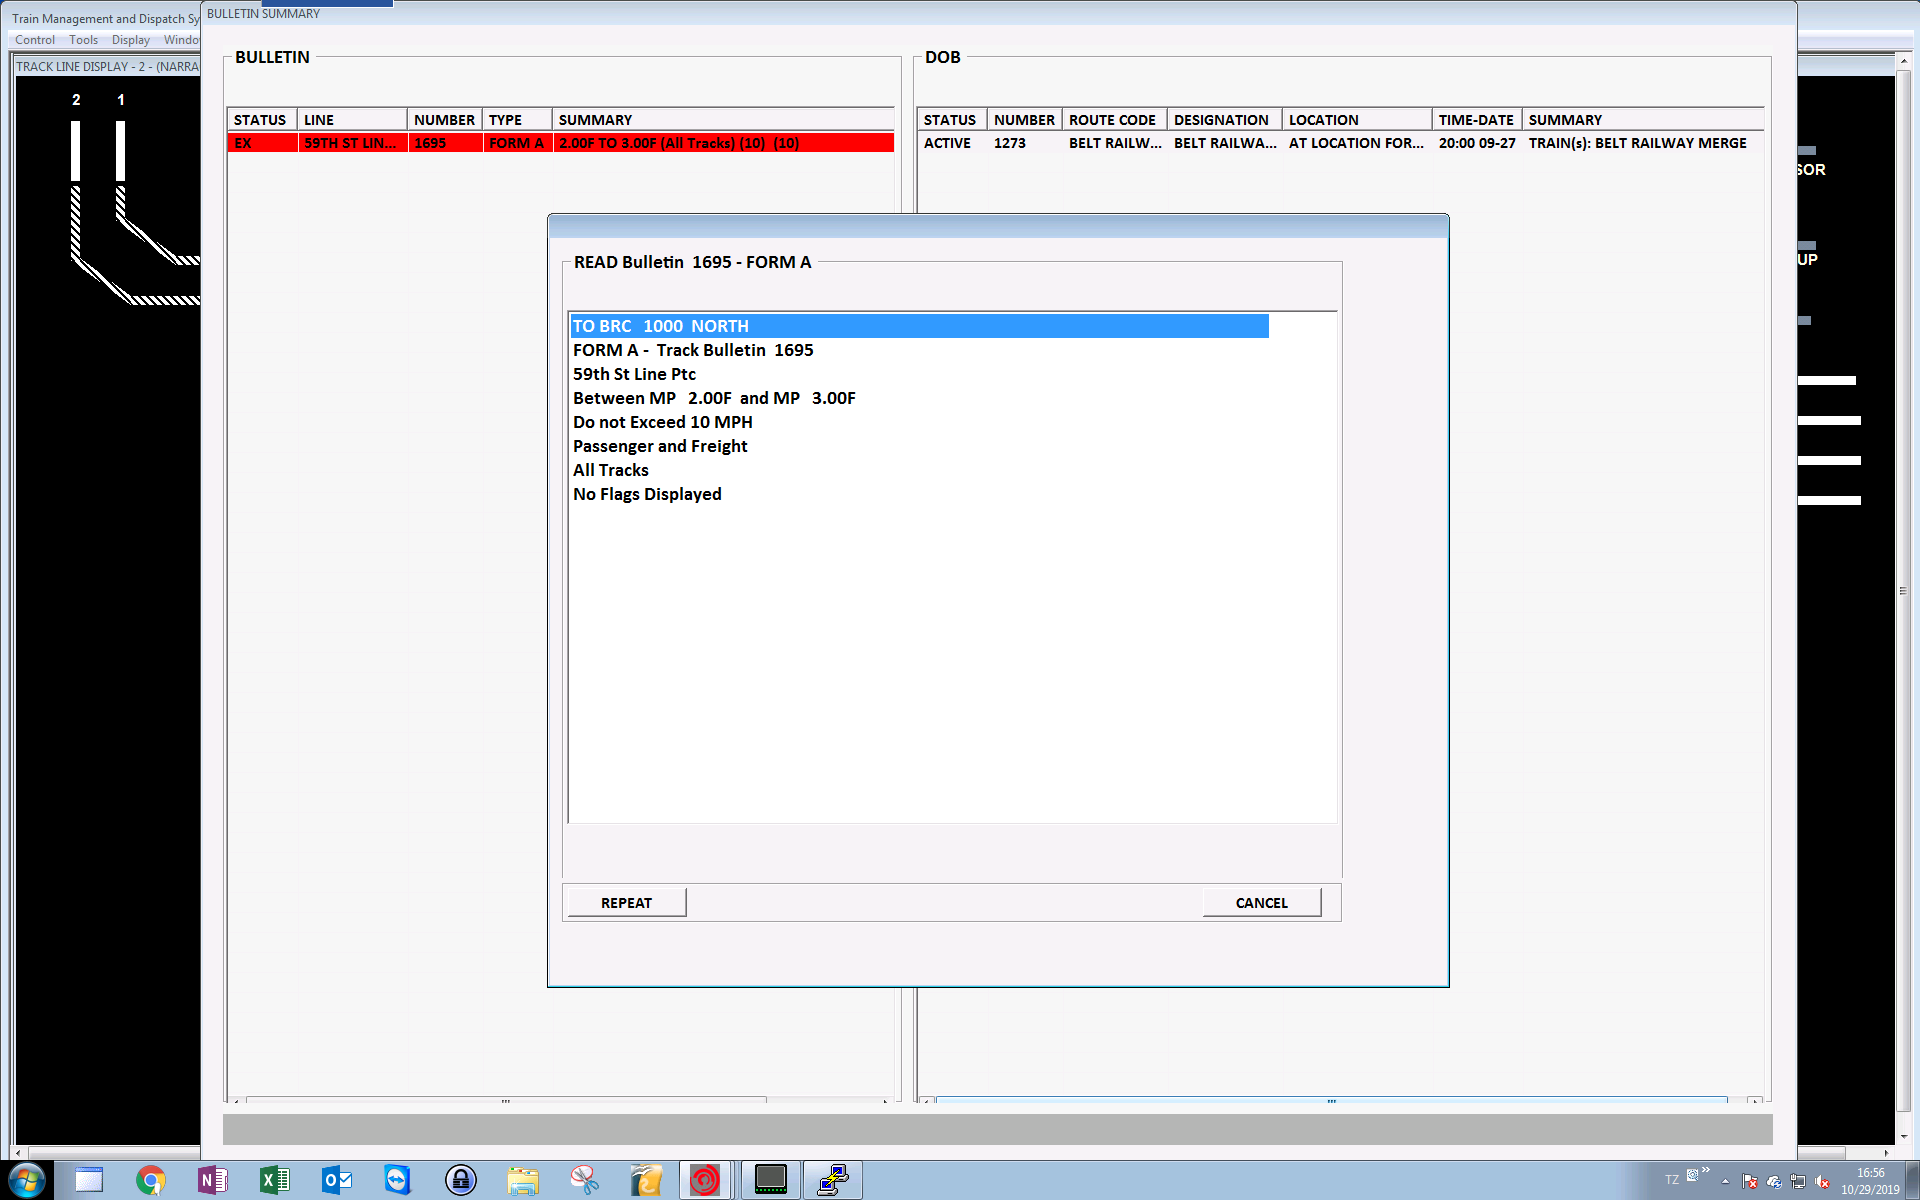 Train Management and Dispatch Sy
BULLETIN SUMMARY
Control Tools Display Windo
TRACK LINE DISPLAY - 2 - (NARRA
2 1
BULLETIN
STATUS LINE NUMBER TYPE SUMMARY
EX 59TH ST LIN... 1695 FORM A 2.00F TO 3.00F (All Tracks) (10) (10)
DOB
STATUS NUMBER ROUTE CODE DESIGNATION LOCATION TIME-DATE SUMMARY
ACTIVE 1273 BELT RAILW... BELT RAILWA... AT LOCATION FOR... 20:00 09-27 TRAIN(s): BELT RAILWAY MERGE
SOR
UP
READ Bulletin 1695 - FORM A
TO BRC 1000 NORTH
FORM A - Track Bulletin 1695
59th St Line Ptc
Between MP 2.00F and MP 3.00F
Do not Exceed 10 MPH
Passenger and Freight
All Tracks
No Flags Displayed
REPEAT CANCEL
TZ
16:56
10/29/2019